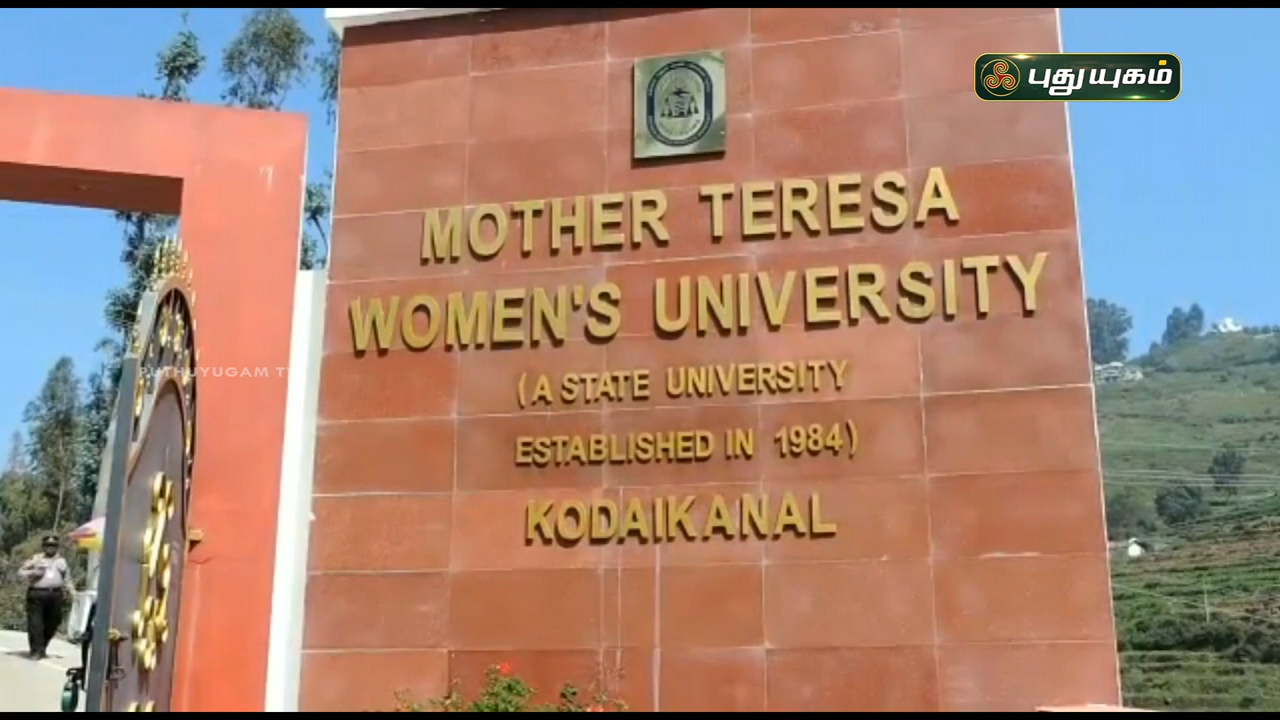 புதுயுகம்
MOTHER TERESA
WOMEN'S UNIVERSITY
PUTHUYUGAM TV
(A STATE UNIVERSITY
ESTABLISHED IN 1984)
KODAIKANAL